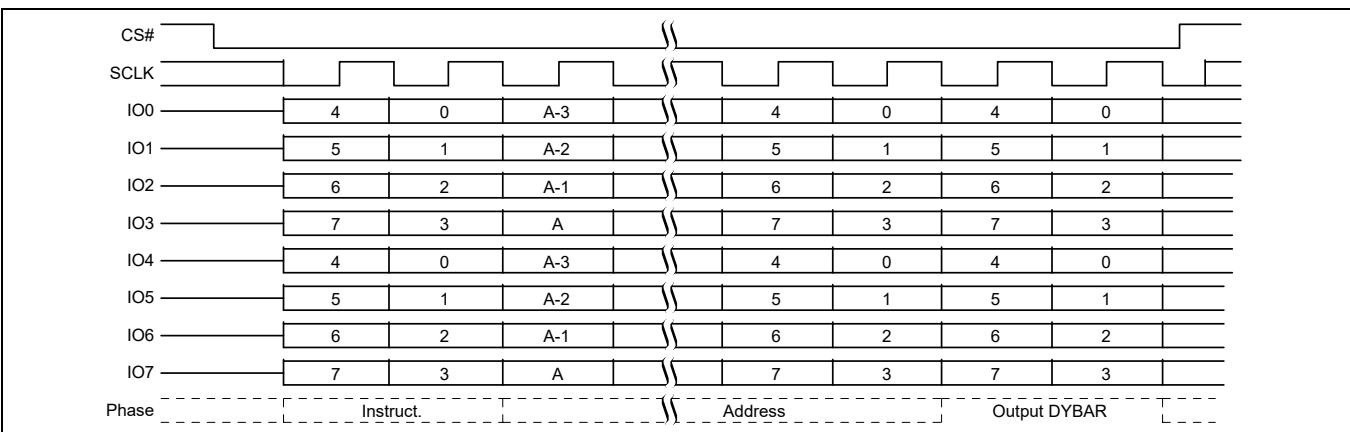 CS#
SCLK
IO0 4 0 A-3 4 0 4 0
IO1 5 1 A-2 5 1 5 1
IO2 6 2 A-1 6 2 6 2
IO3 7 3 A 7 3 7 3
IO4 4 0 A-3 4 0 4 0
IO5 5 1 A-2 5 1 5 1
IO6 6 2 A-1 6 2 6 2
IO7 7 3 A 7 3 7 3
Phase Instruct. Address Output DYBAR